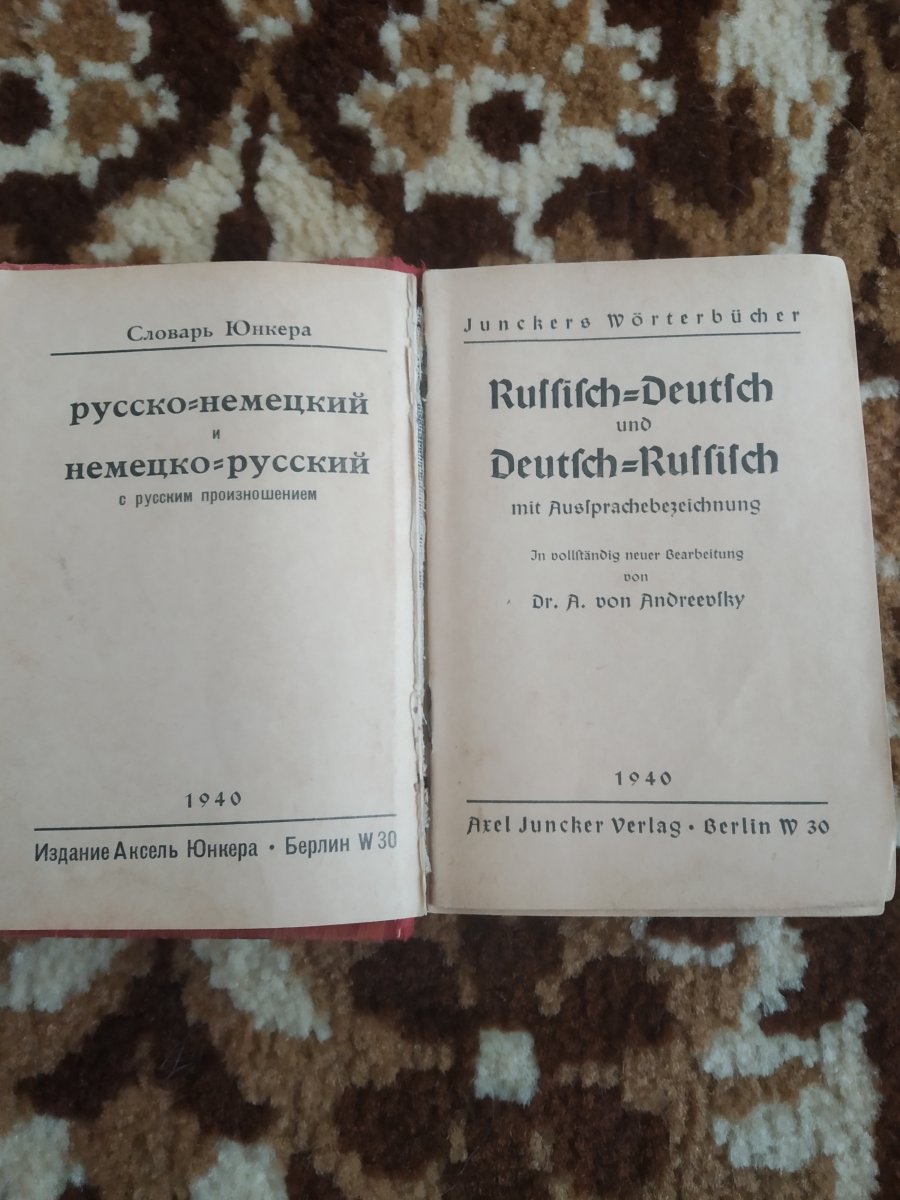 Словарь Юнкера
русско=немецкий
и
немецко=русский
с русским произношением
1940
Издание Аксель Юнкера • Берлин W 30
Junckers Wörterbücher
Ruſſiſch=Deutſch
und
Deutſch=Ruſſiſch
mit Ausſprachebezeichnung
In vollſtändig neuer Bearbeitung
von
Dr. A. von Andreevſky
1940
Axel Juncker Verlag • Berlin W 30